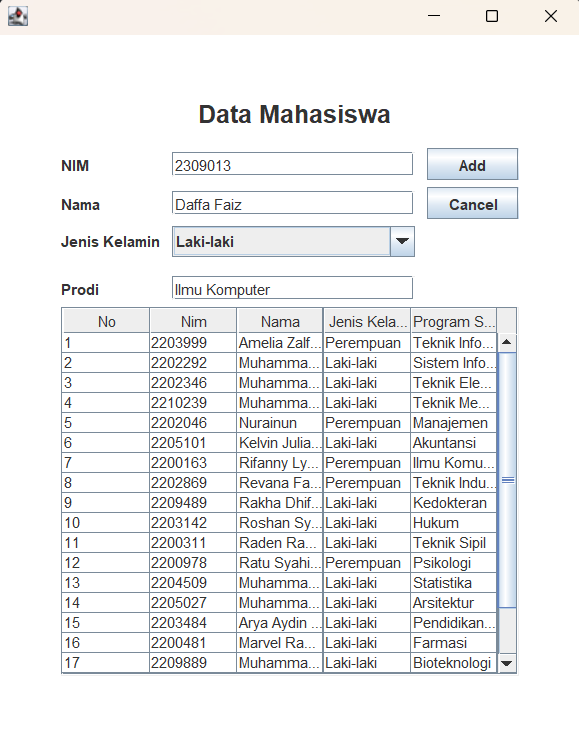 Data Mahasiswa
NIM 2309013 Add
Nama Daffa Faiz Cancel
Jenis Kelamin Laki-laki
Prodi Ilmu Komputer
No Nim Nama Jenis Kela... Program S...
1 2203999 Amelia Zalf... Perempuan Teknik Info...
2 2202292 Muhamma... Laki-laki Sistem Info...
3 2202346 Muhamma... Laki-laki Teknik Ele...
4 2210239 Muhamma... Laki-laki Teknik Me...
5 2202046 Nurainun Perempuan Manajemen
6 2205101 Kelvin Julia... Laki-laki Akuntansi
7 2200163 Rifanny Ly... Perempuan Ilmu Komu...
8 2202869 Revana Fa... Perempuan Teknik Indu...
9 2209489 Rakha Dhif... Laki-laki Kedokteran
10 2203142 Roshan Sy... Laki-laki Hukum
11 2200311 Raden Ra... Laki-laki Teknik Sipil
12 2200978 Ratu Syahi... Perempuan Psikologi
13 2204509 Muhamma... Laki-laki Statistika
14 2205027 Muhamma... Laki-laki Arsitektur
15 2203484 Arya Aydin ... Laki-laki Pendidikan...
16 2200481 Marvel Ra... Laki-laki Farmasi
17 2209889 Muhamma... Laki-laki Bioteknologi